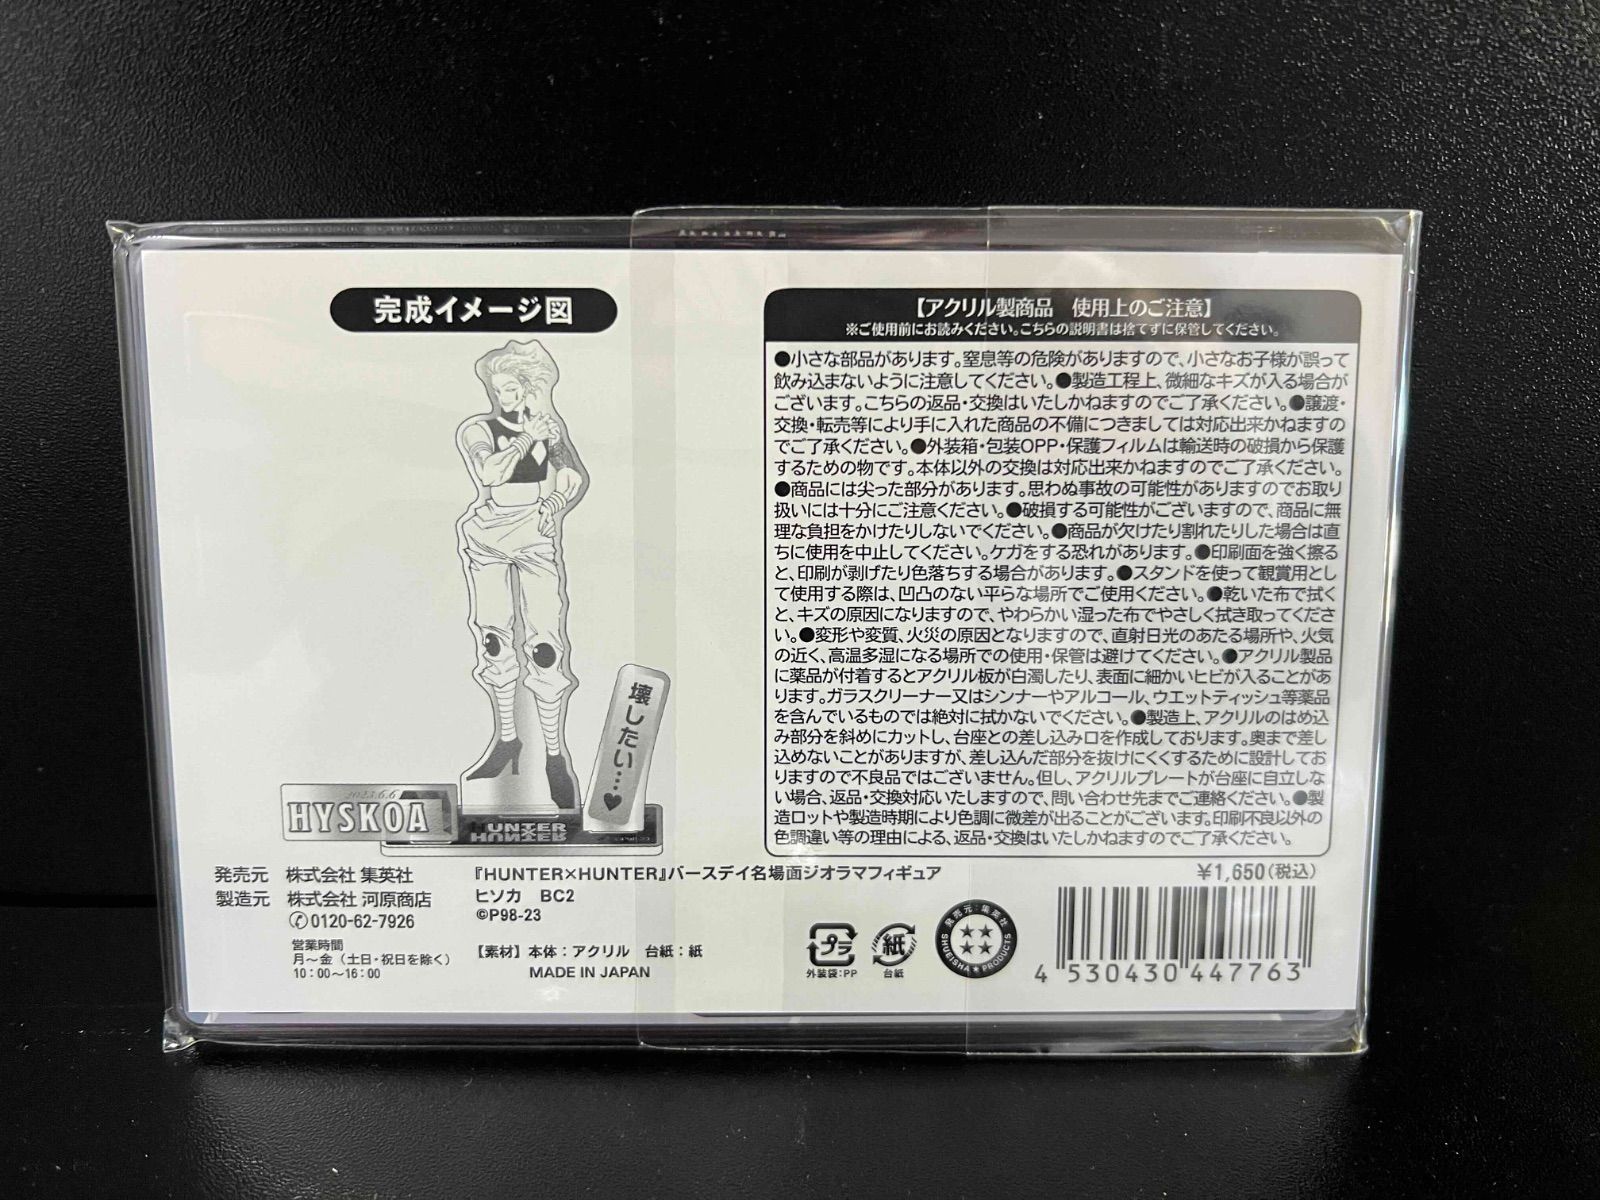 完成イメージ図
壊したい…♥
2023.6.6
HYSKOA
HUNTER
HUNTER
【アクリル製商品 使用上のご注意】
※ご使用前にお読みください。こちらの説明書は捨てずに保管してください。
●小さな部品があります。窒息等の危険がありますので、小さなお子様が誤って
飲み込まないように注意してください。●製造工程上、微細なキズが入る場合が
ございます。こちらの返品・交換はいたしかねますのでご了承ください。●譲渡・
交換・転売等により手に入れた商品の不備につきましては対応出来かねますの
でご了承ください。●外装箱・包装OPP・保護フィルムは輸送時の破損から保護
するための物です。本体以外の交換は対応出来かねますのでご了承ください。
●商品には尖った部分があります。思わぬ事故の可能性がありますのでお取り
扱いには十分にご注意ください。●破損する可能性がございますので、商品に無
理な負担をかけたりしないでください。●商品が欠けたり割れたりした場合は直
ちに使用を中止してください。ケガをする恐れがあります。●印刷面を強く擦る
と、印刷が剥げたり色落ちする場合があります。●スタンドを使って観賞用とし
て使用する際は、凹凸のない平らな場所でご使用ください。●乾いた布で拭く
と、キズの原因になりますので、やわらかい湿った布でやさしく拭き取ってくださ
い。●変形や変質、火災の原因となりますので、直射日光のあたる場所や、火気
の近く、高温多湿になる場所での使用・保管は避けてください。●アクリル製品
に薬品が付着するとアクリル板が白濁したり、表面に細かいヒビが入ることがあ
ります。ガラスクリーナー又はシンナーやアルコール、ウエットティッシュ等薬品
を含んでいるものでは絶対に拭かないでください。●製造上、アクリルのはめ込
み部分を斜めにカットし、台座との差し込み口を作成しております。奥まで差し
込めないことがありますが、差し込んだ部分を抜けにくくするために設計してお
りますので不良品ではございません。但し、アクリルプレートが台座に自立しな
い場合、返品・交換対応いたしますので、問い合わせ先までご連絡ください。●製
造ロットや製造時期により色調に微差が出ることがございます。印刷不良以外の
色調違い等の理由による、返品・交換はいたしかねますのでご了承ください。
発売元 株式会社 集英社
製造元 株式会社 河原商店
0120-62-7926
営業時間
月〜金（土日・祝日を除く）
10：00〜16：00
『HUNTER×HUNTER』バースデイ名場面ジオラマフィギュア
ヒソカ BC2
©P98-23
【素材】本体：アクリル 台紙：紙
MADE IN JAPAN
プラ
外装袋：PP
紙
台紙
発売元：集英社
SHUEISHA★PRODUCTS
¥1,650(税込)
4 530430 447763